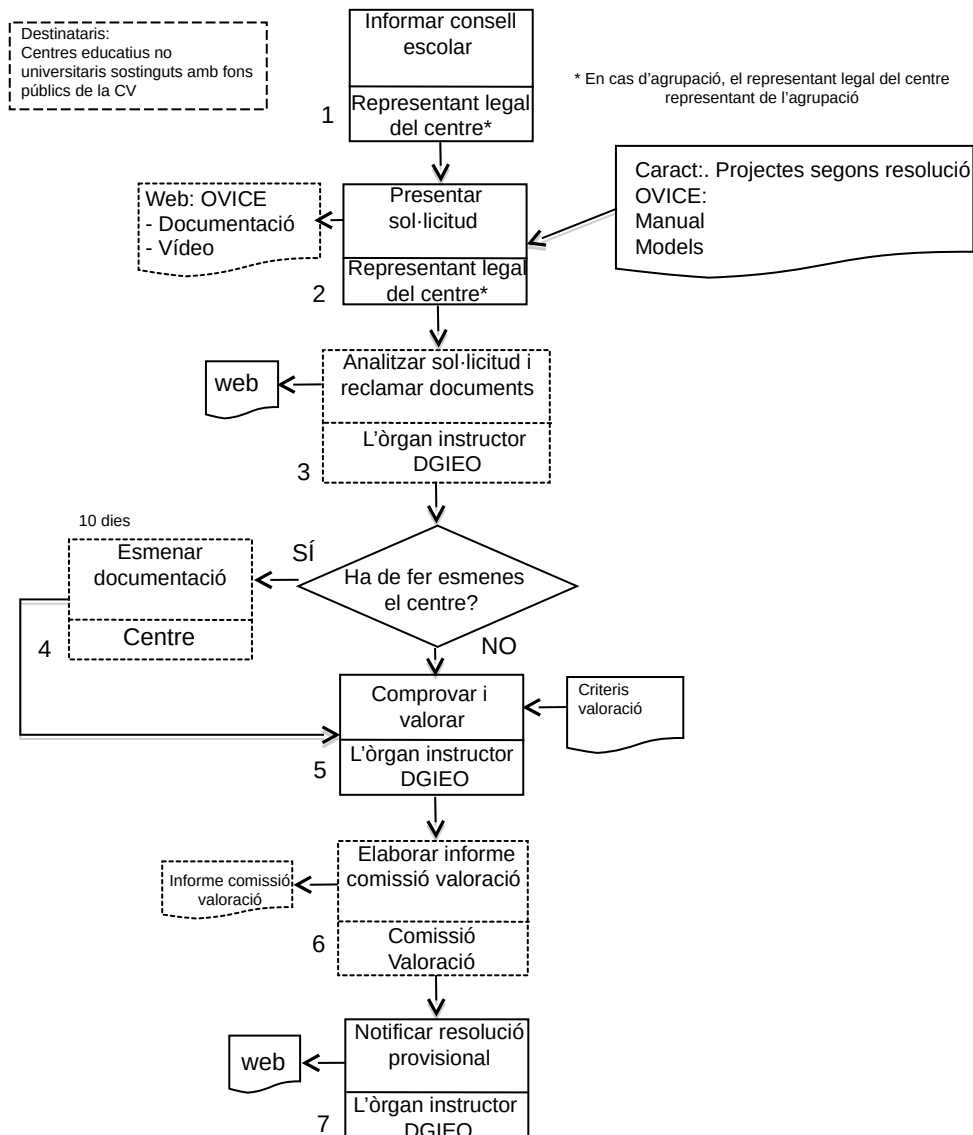 Destinataris:
Centres educatius no
universitaris sostinguts amb fons
públics de la CV
Informar consell
escolar
Representant legal
del centre*
1
* En cas d'agrupació, el representant legal del centre
representant de l'agrupació
Web: OVICE
- Documentació
- Vídeo
Presentar
sol·licitud
Representant legal
del centre*
2
Caract:. Projectes segons resolució
OVICE:
Manual
Models
web
Analitzar sol·licitud i
reclamar documents
L'òrgan instructor
DGIEO
3
10 dies
Esmenar
documentació
Centre
4
SÍ
Ha de fer esmenes
el centre?
NO
Comprovar i
valorar
L'òrgan instructor
DGIEO
5
Criteris
valoració
Informe comissió
valoració
Elaborar informe
comissió valoració
Comissió
Valoració
6
web
Notificar resolució
provisional
L'òrgan instructor
DGIEO
7